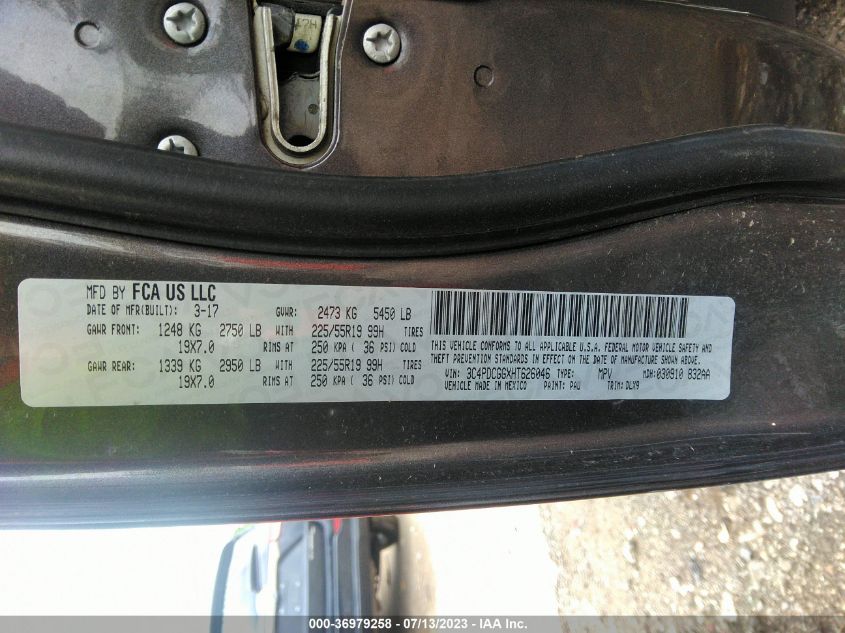 MFD BY FCA US LLC
DATE OF MFR(BUILT): 3-17 GVWR: 2473 KG 5450 LB
GAWR FRONT: 1248 KG 2750 LB WITH 225/55R19 99H TIRES
19X7.0 RIMS AT 250 KPA ( 36 PSI) COLD
GAWR REAR: 1339 KG 2950 LB WITH 225/55R19 99H TIRES
19X7.0 RIMS AT 250 KPA ( 36 PSI) COLD
THIS VEHICLE CONFORMS TO ALL APPLICABLE U.S.A. FEDERAL MOTOR VEHICLE SAFETY AND
THEFT PREVENTION STANDARDS IN EFFECT ON THE DATE OF MANUFACTURE SHOWN ABOVE.
VIN: 3C4PDCGGXHT626046 TYPE: MPV MDH:030910 832AA
VEHICLE MADE IN MEXICO PAINT: PAU TRIM: DLX9
000-36979258 - 07/13/2023 - IAAI.Inc.